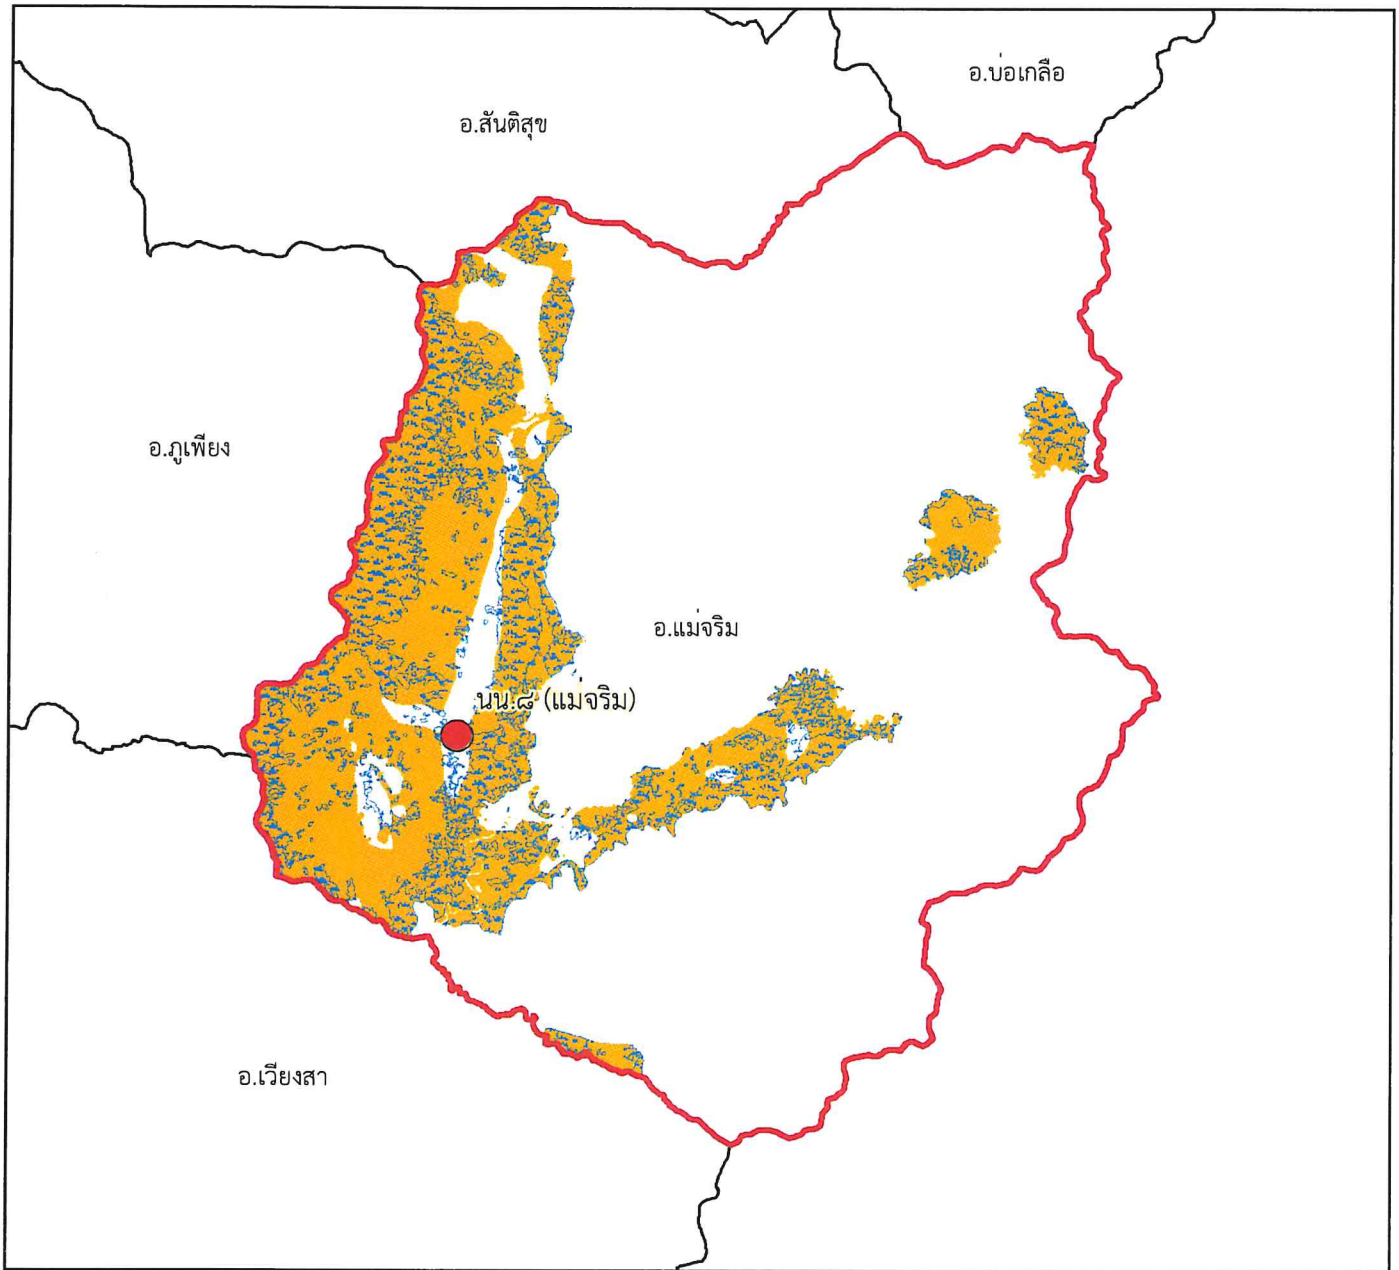 อ.บ่อเกลือ
อ.สันติสุข
อ.ภูเพียง
อ.แม่จริม
นน.๘ (แม่จริม)
อ.เวียงสา